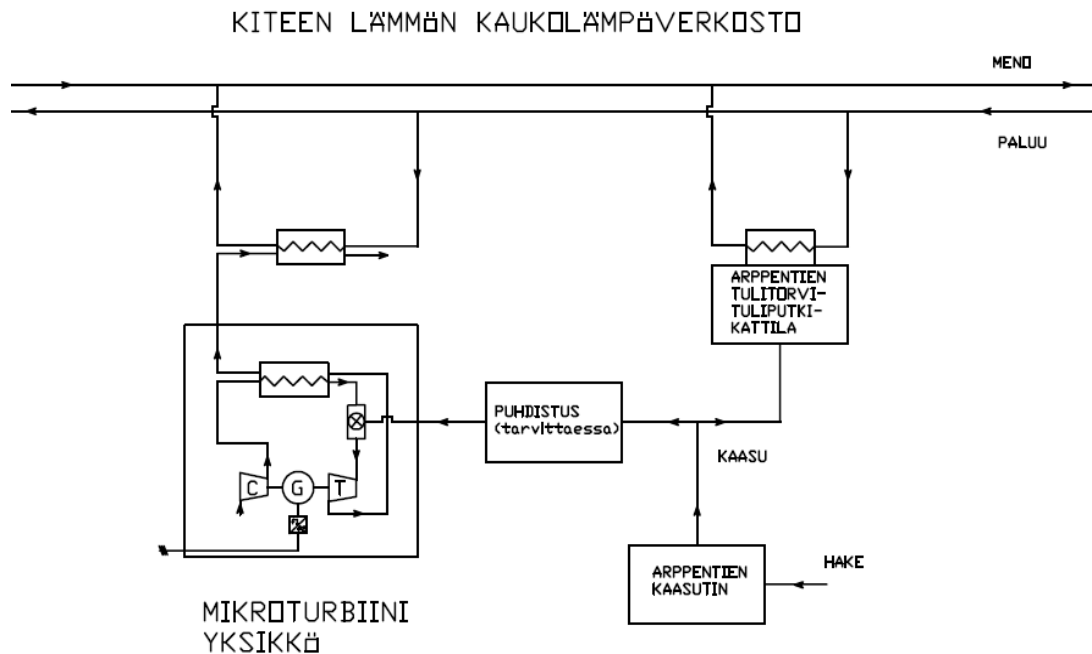 KITEEN LÄMMÖN KAUKOLÄMPÖVERKOSTO
MENO
PALUU
ARPPENTIEN
TULITORVI-
TULIPUTKI-
KATTILA
PUHDISTUS
(tarvittaessa)
KAASU
C
G
T
ARPPENTIEN
KAASUTIN
HAKE
MIKROTURBIINI
YKSIKKÖ